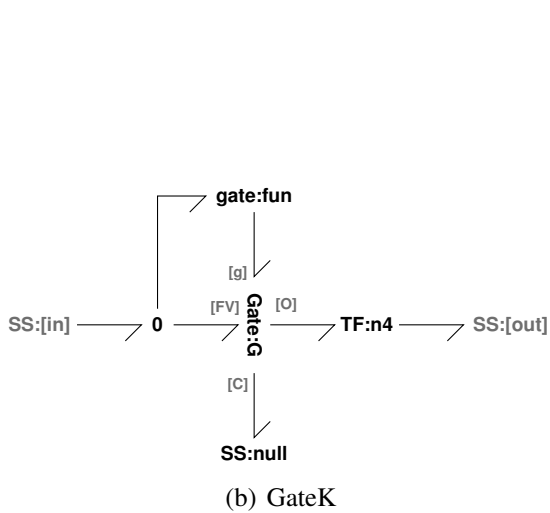 gate:fun
[g]
[FV] [O]
SS:[in] 0 Gate:G TF:n4 SS:[out]
[C]
SS:null
(b) GateK